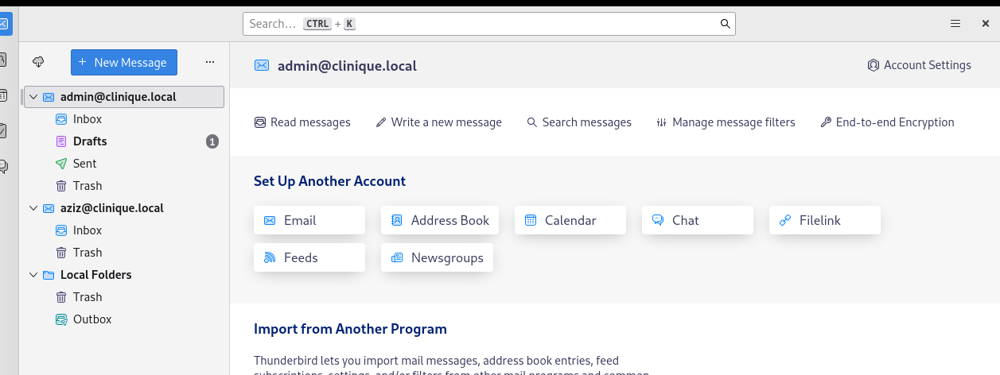 Search... CTRL + K
+ New Message ...
admin@clinique.local
Inbox
Drafts 1
Sent
Trash
aziz@clinique.local
Inbox
Trash
Local Folders
Trash
Outbox
admin@clinique.local Account Settings
Read messages Write a new message Search messages Manage message filters End-to-end Encryption
Set Up Another Account
Email Address Book Calendar Chat Filelink
Feeds Newsgroups
Import from Another Program
Thunderbird lets you import mail messages, address book entries, feed
subscriptions, settings, and/or filters from other mail programs and common